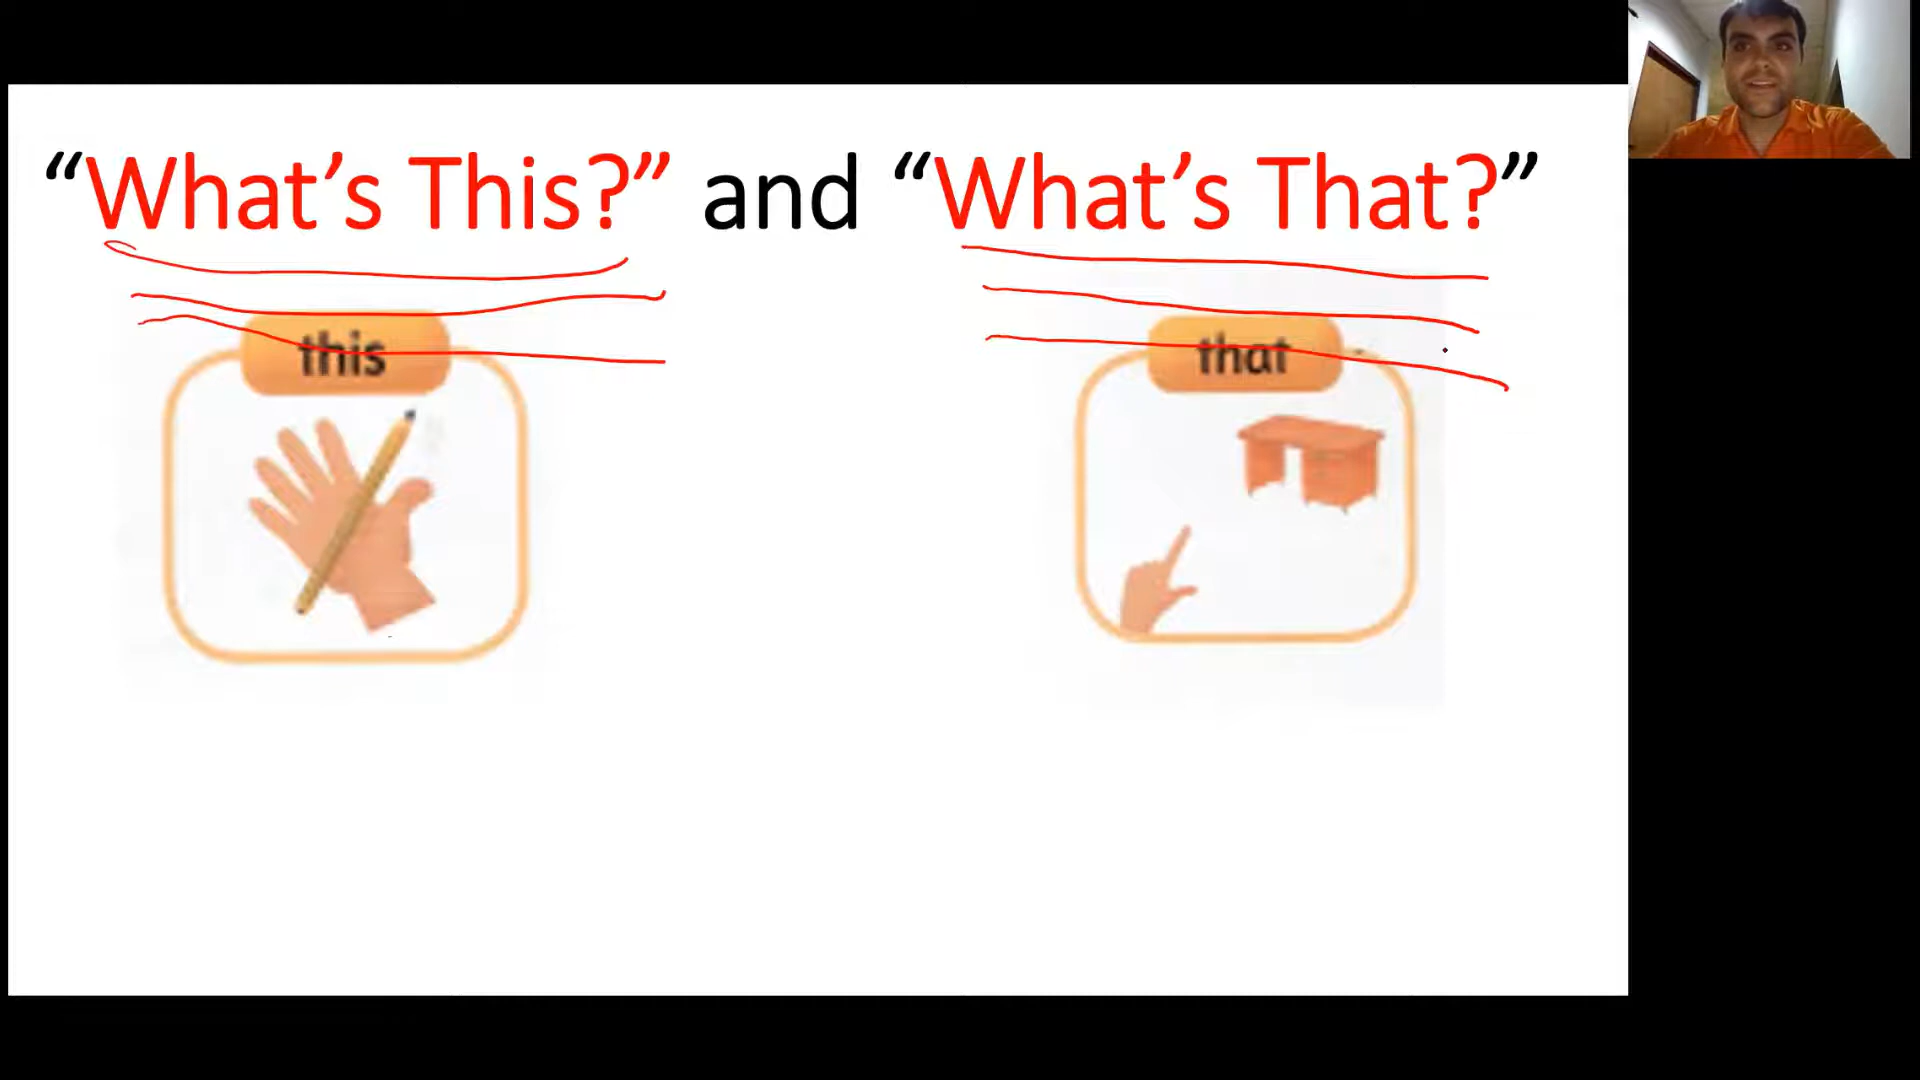 “What’s This?” and “What’s That?”
this
that